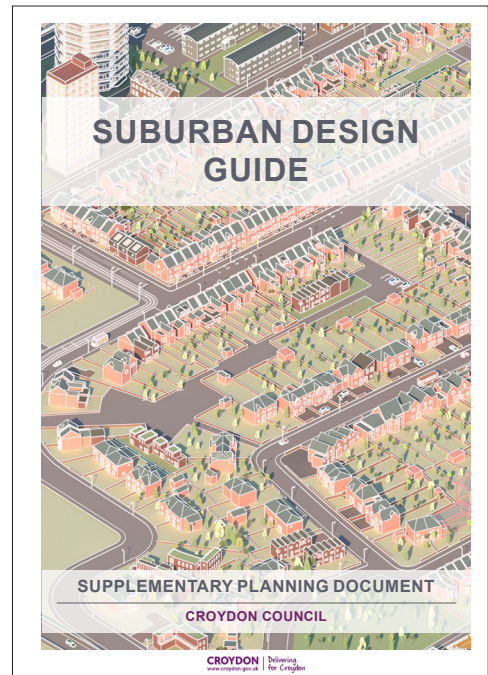 SUBURBAN DESIGN
GUIDE
SUPPLEMENTARY PLANNING DOCUMENT
CROYDON COUNCIL
CROYDON
www.croydon.gov.uk
Delivering
for Croydon